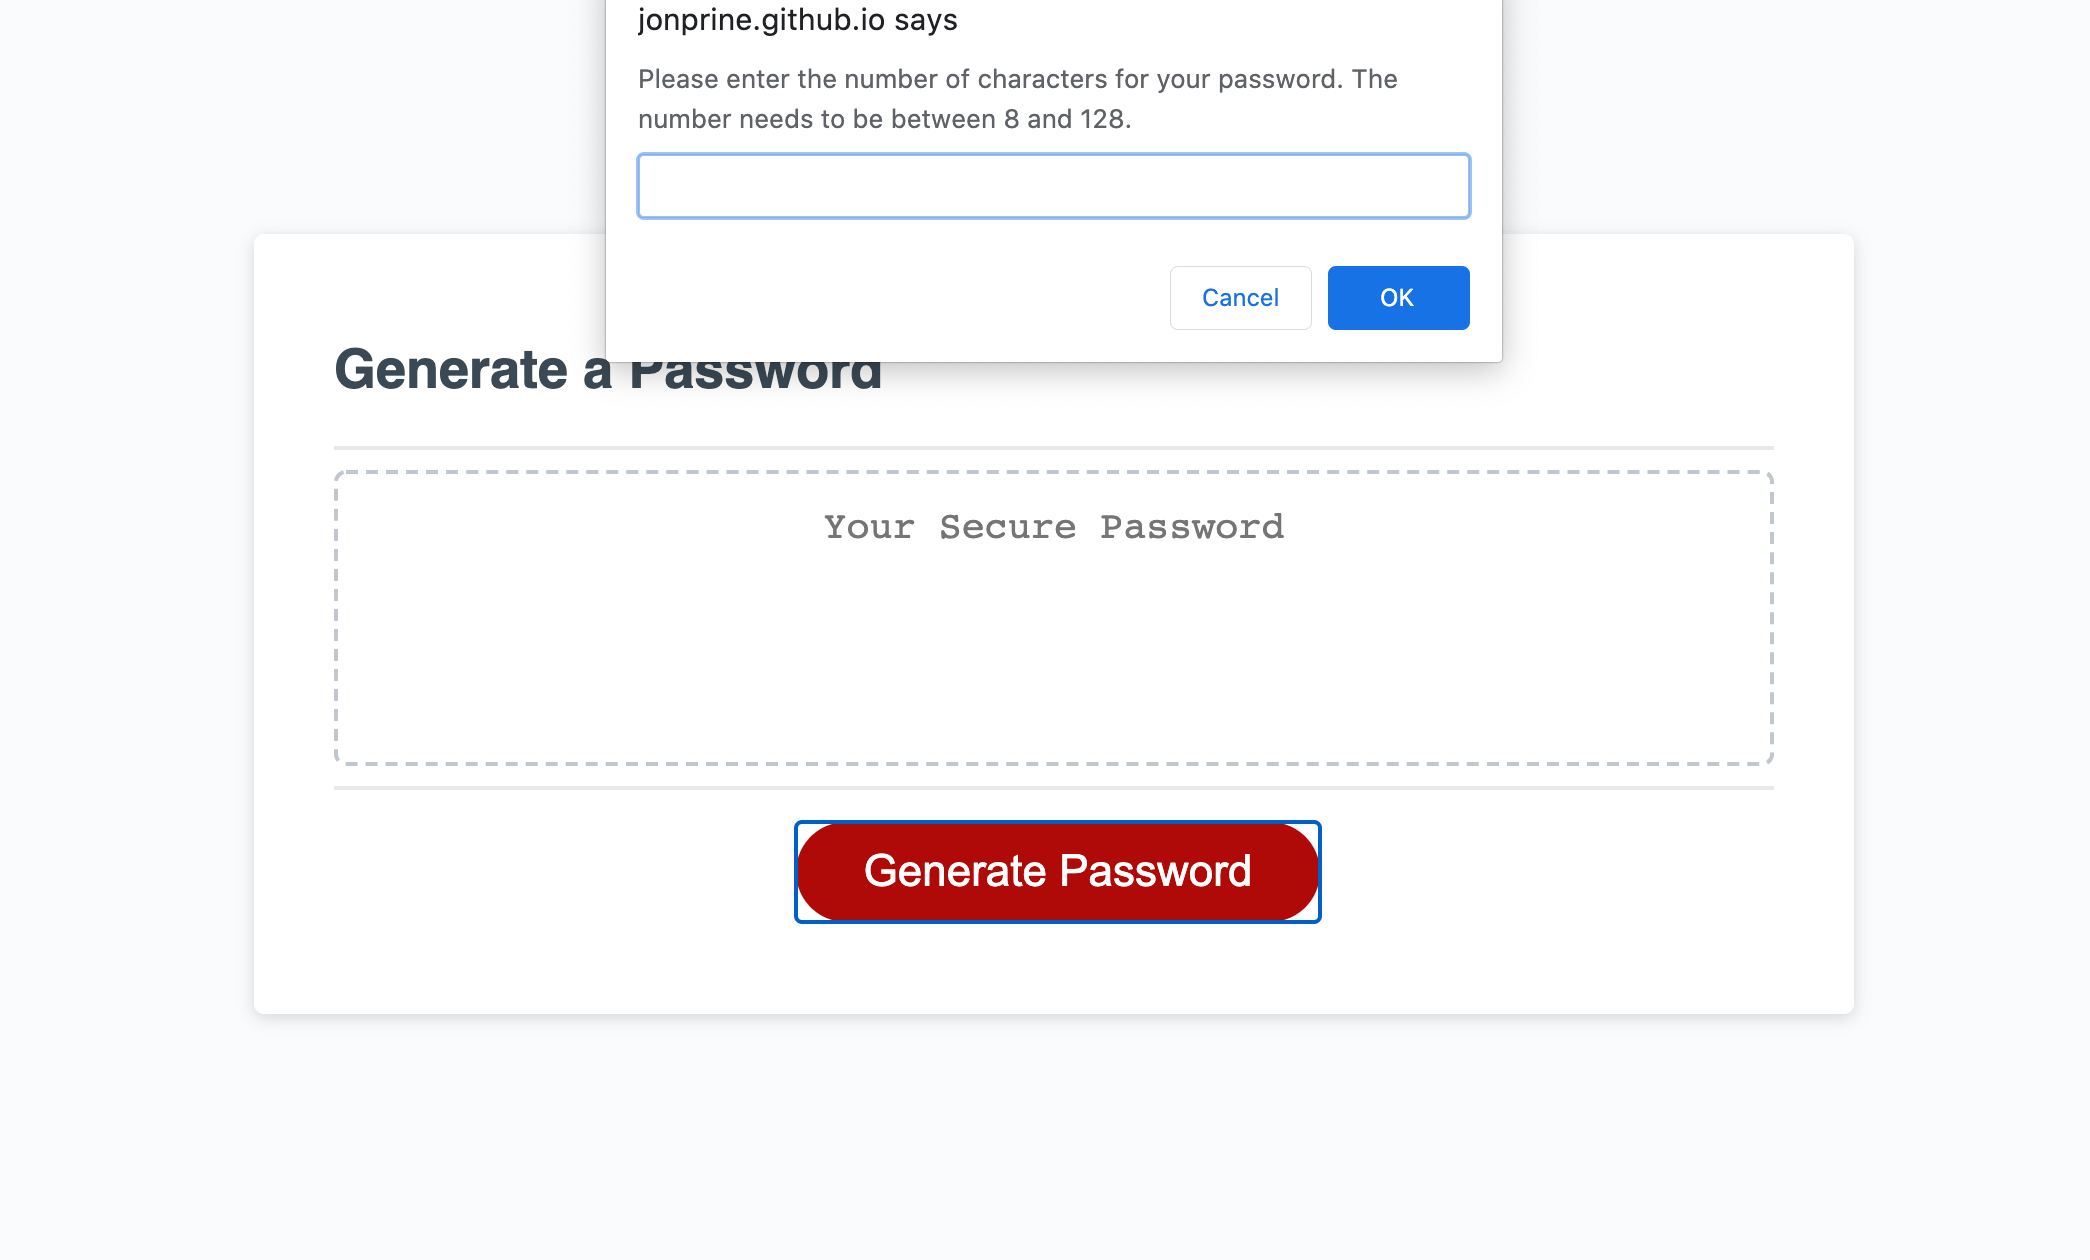 jonprine.github.io says
Please enter the number of characters for your password. The
number needs to be between 8 and 128.
Cancel
OK
Generate a Password
Your Secure Password
Generate Password